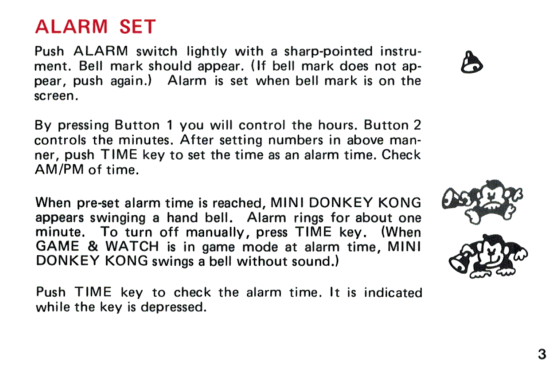 ALARM SET
Push ALARM switch lightly with a sharp-pointed instru-
ment. Bell mark should appear. (If bell mark does not ap-
pear, push again.) Alarm is set when bell mark is on the
screen.
By pressing Button 1 you will control the hours. Button 2
controls the minutes. After setting numbers in above man-
ner, push TIME key to set the time as an alarm time. Check
AM/PM of time.
When pre-set alarm time is reached, MINI DONKEY KONG
appears swinging a hand bell. Alarm rings for about one
minute. To turn off manually, press TIME key. (When
GAME & WATCH is in game mode at alarm time, MINI
DONKEY KONG swings a bell without sound.)
Push TIME key to check the alarm time. It is indicated
while the key is depressed.
3